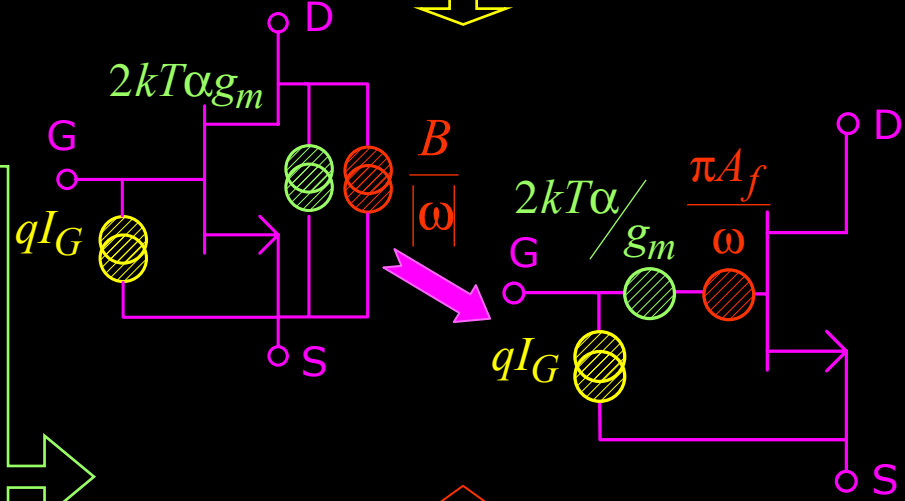 D
2kTαg_m
G
B
|ω|
qI_G
S
D
2kTα/g_m
πA_f
ω
G
qI_G
S